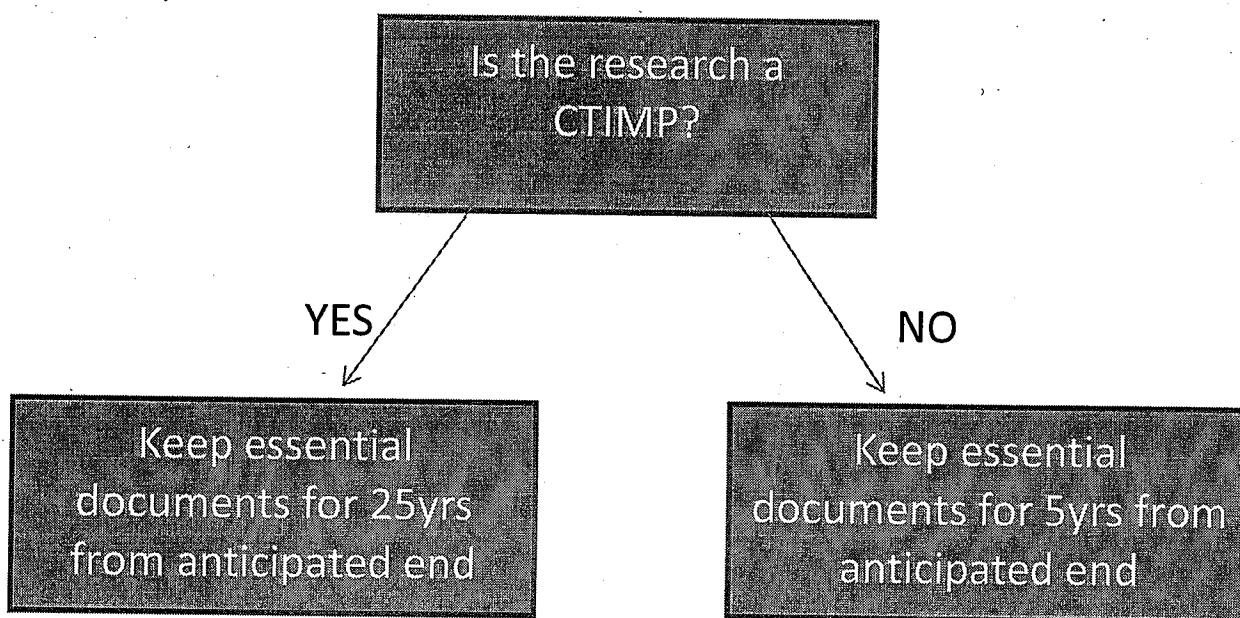 Is the research a
CTIMP?
YES
NO
Keep essential
documents for 25yrs
from anticipated end
Keep essential
documents for 5yrs from
anticipated end